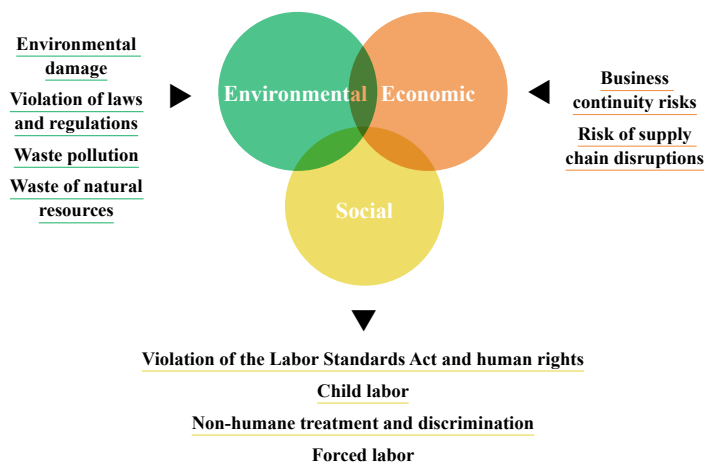 Environmental
damage
Violation of laws
and regulations
Waste pollution
Waste of natural
resources
Environmental
Economic
Social
Business
continuity risks
Risk of supply
chain disruptions
Violation of the Labor Standards Act and human rights
Child labor
Non-humane treatment and discrimination
Forced labor